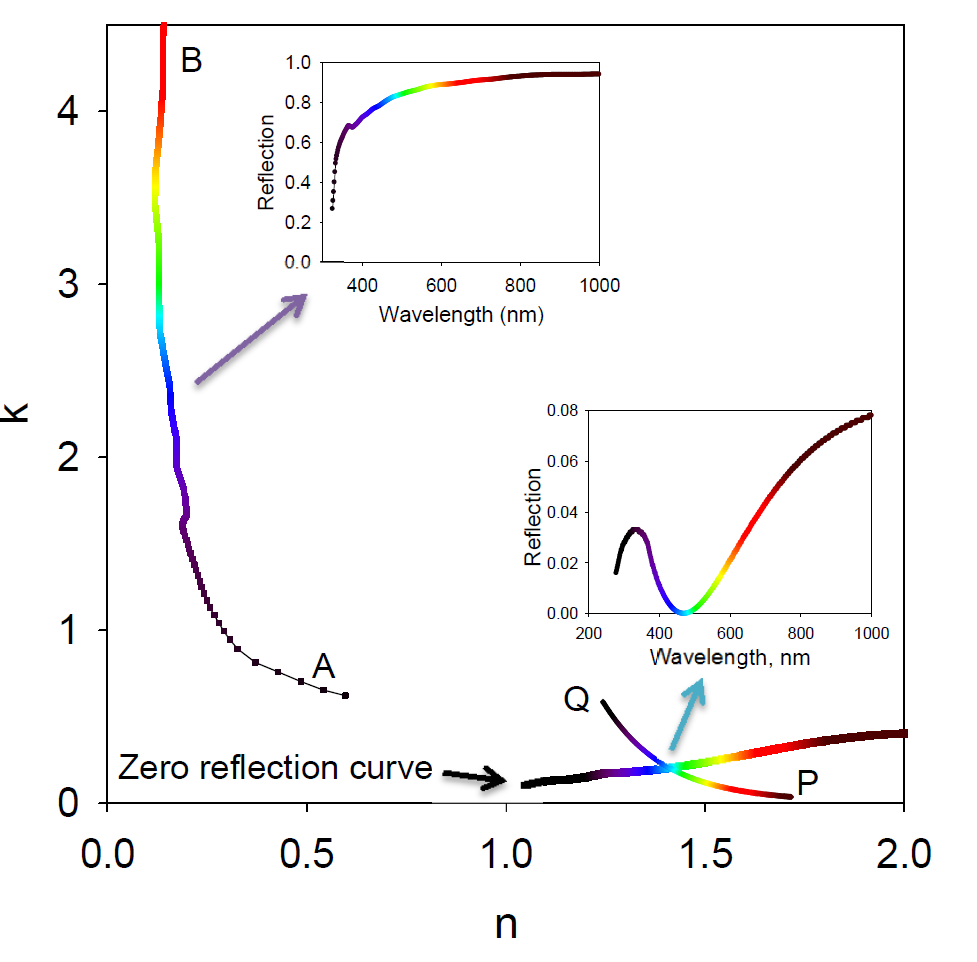 B
1.0
0.8
0.6
0.4
0.2
0.0
Reflection
400 600 800 1000
Wavelength (nm)
4
3
2
1
0
k
0.08
0.06
0.04
0.02
0.00
Reflection
200 400 600 800 1000
Wavelength, nm
A
Q
P
Zero reflection curve
0.0 0.5 1.0 1.5 2.0
n